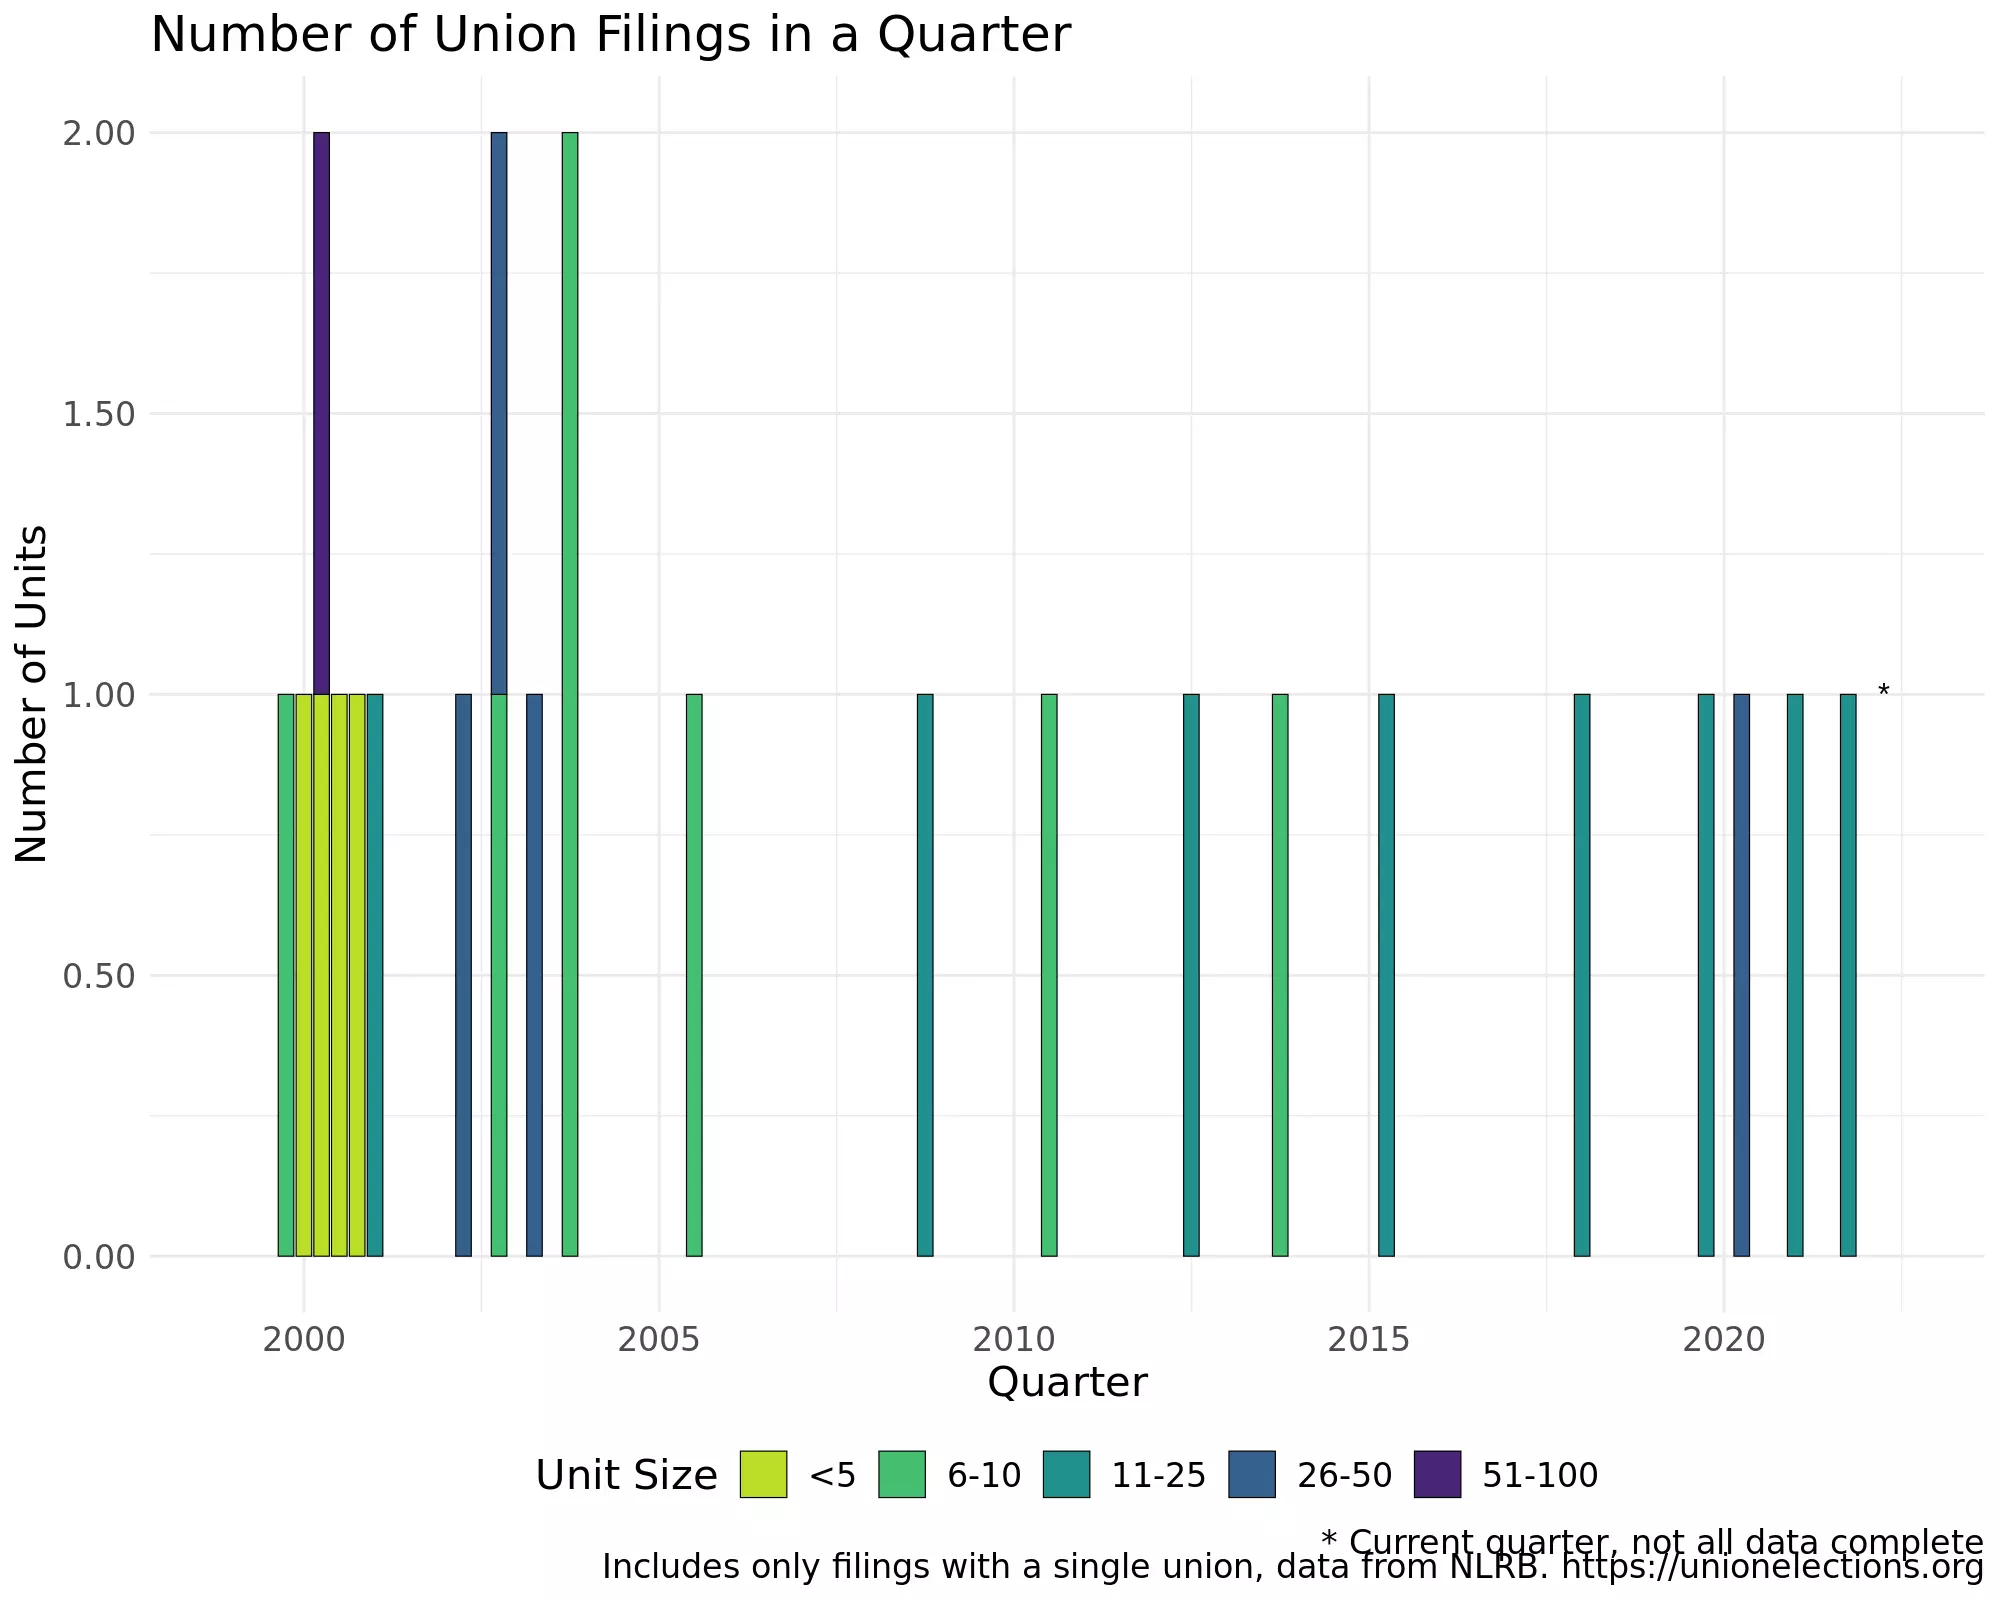 Number of Union Filings in a Quarter
2.00
1.50
1.00
0.50
0.00
Number of Units
*
2000 2005 2010 2015 2020
Quarter
Unit Size <5 6-10 11-25 26-50 51-100
* Current quarter, not all data complete
Includes only filings with a single union, data from NLRB. https://unionelections.org